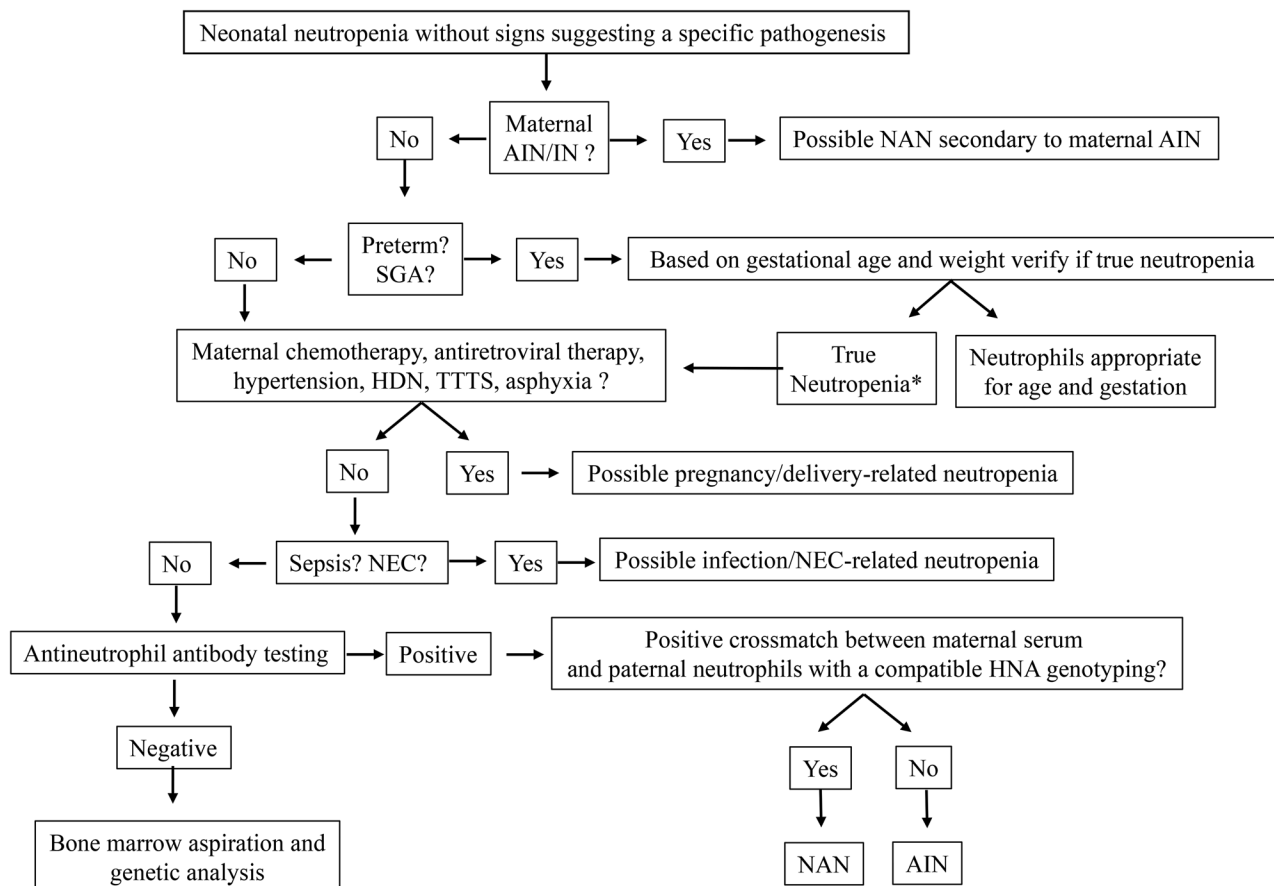 Neonatal neutropenia without signs suggesting a specific pathogenesis
No
Maternal
AIN/IN ?
Yes
Possible NAN secondary to maternal AIN
No
Preterm?
SGA?
Yes
Based on gestational age and weight verify if true neutropenia
Maternal chemotherapy, antiretroviral therapy,
hypertension, HDN, TTTS, asphyxia ?
True
Neutropenia*
Neutrophils appropriate
for age and gestation
No
Yes
Possible pregnancy/delivery-related neutropenia
No
Sepsis? NEC?
Yes
Possible infection/NEC-related neutropenia
Antineutrophil antibody testing
Positive
Positive crossmatch between maternal serum
and paternal neutrophils with a compatible HNA genotyping?
Negative
Yes
No
Bone marrow aspiration and
genetic analysis
NAN
AIN